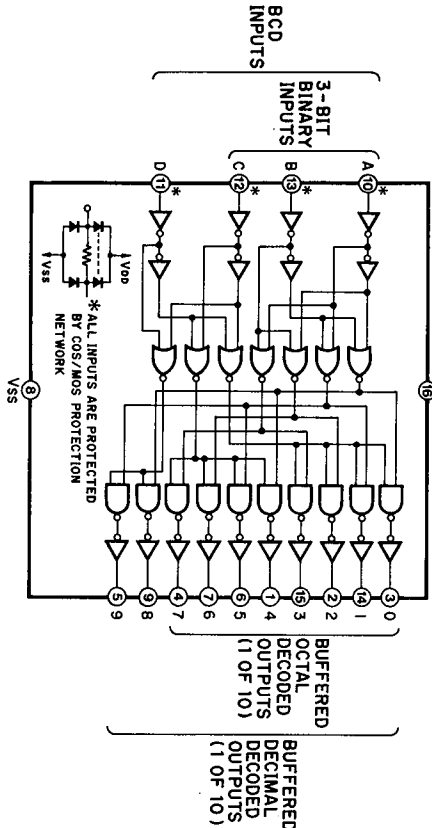 BCD
INPUTS
3-BIT
BINARY
INPUTS
A 10 *
B 13 *
C 12 *
D 11 *
16
3 0
14 1
2 2
15 3
1 4
6 5
7 6
4 7
9 8
5 9
BUFFERED
OCTAL
DECODED
OUTPUTS
(1 OF 10)
BUFFERED
DECIMAL
DECODED
OUTPUTS
(1 OF 10)
VDD
VSS
* ALL INPUTS ARE PROTECTED
BY COS/MOS PROTECTION
NETWORK
8
VSS